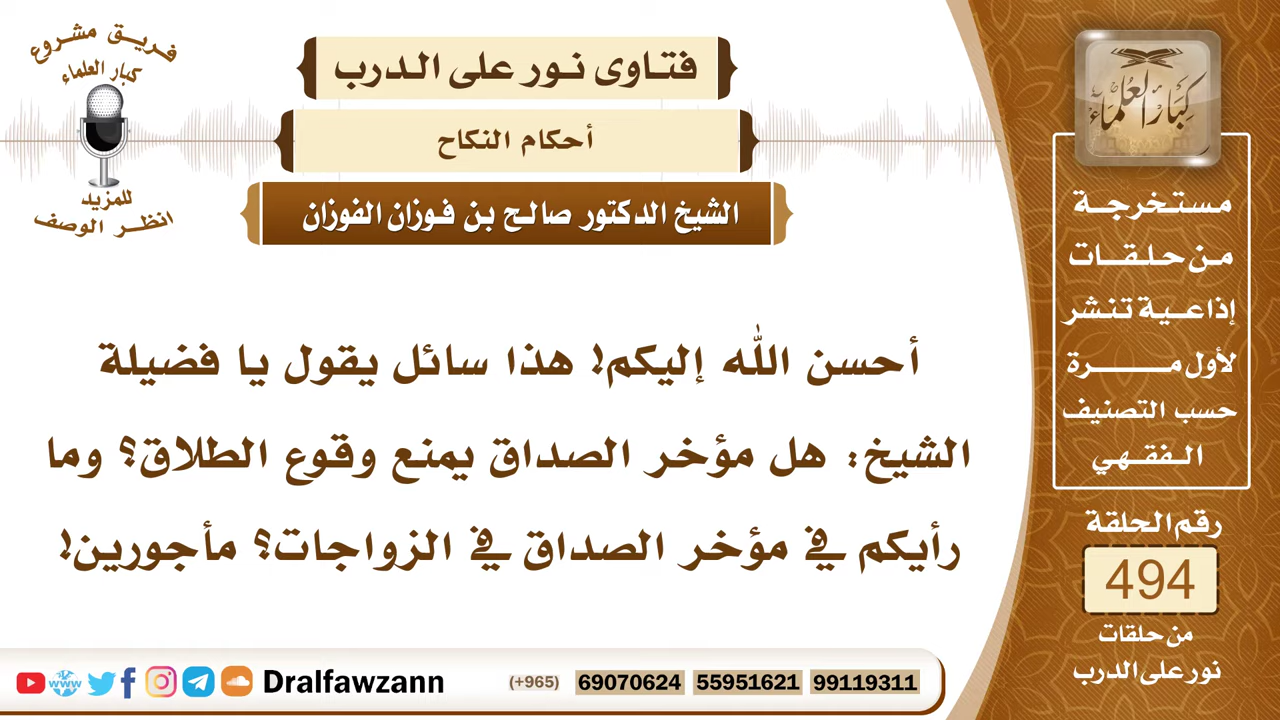 فريق مشروع
كبار العلماء
للمزيد
انظر الوصف
فتاوى نور على الدرب
أحكام النكاح
الشيخ الدكتور صالح بن فوزان الفوزان
أحسن الله إليكم! هذا سائل يقول يا فضيلة
الشيخ: هل مؤخر الصداق يمنع وقوع الطلاق؟ وما
رأيكم في مؤخر الصداق في الزواجات؟ مأجورين!
كبار العلماء
مستخرجة
من حلقات
إذاعية تنشر
لأول مرة
حسب التصنيف
الفقهي
رقم الحلقة
494
من حلقات
نور على الدرب
www
Dralfawzann
(+965) 69070624 55951621 99119311